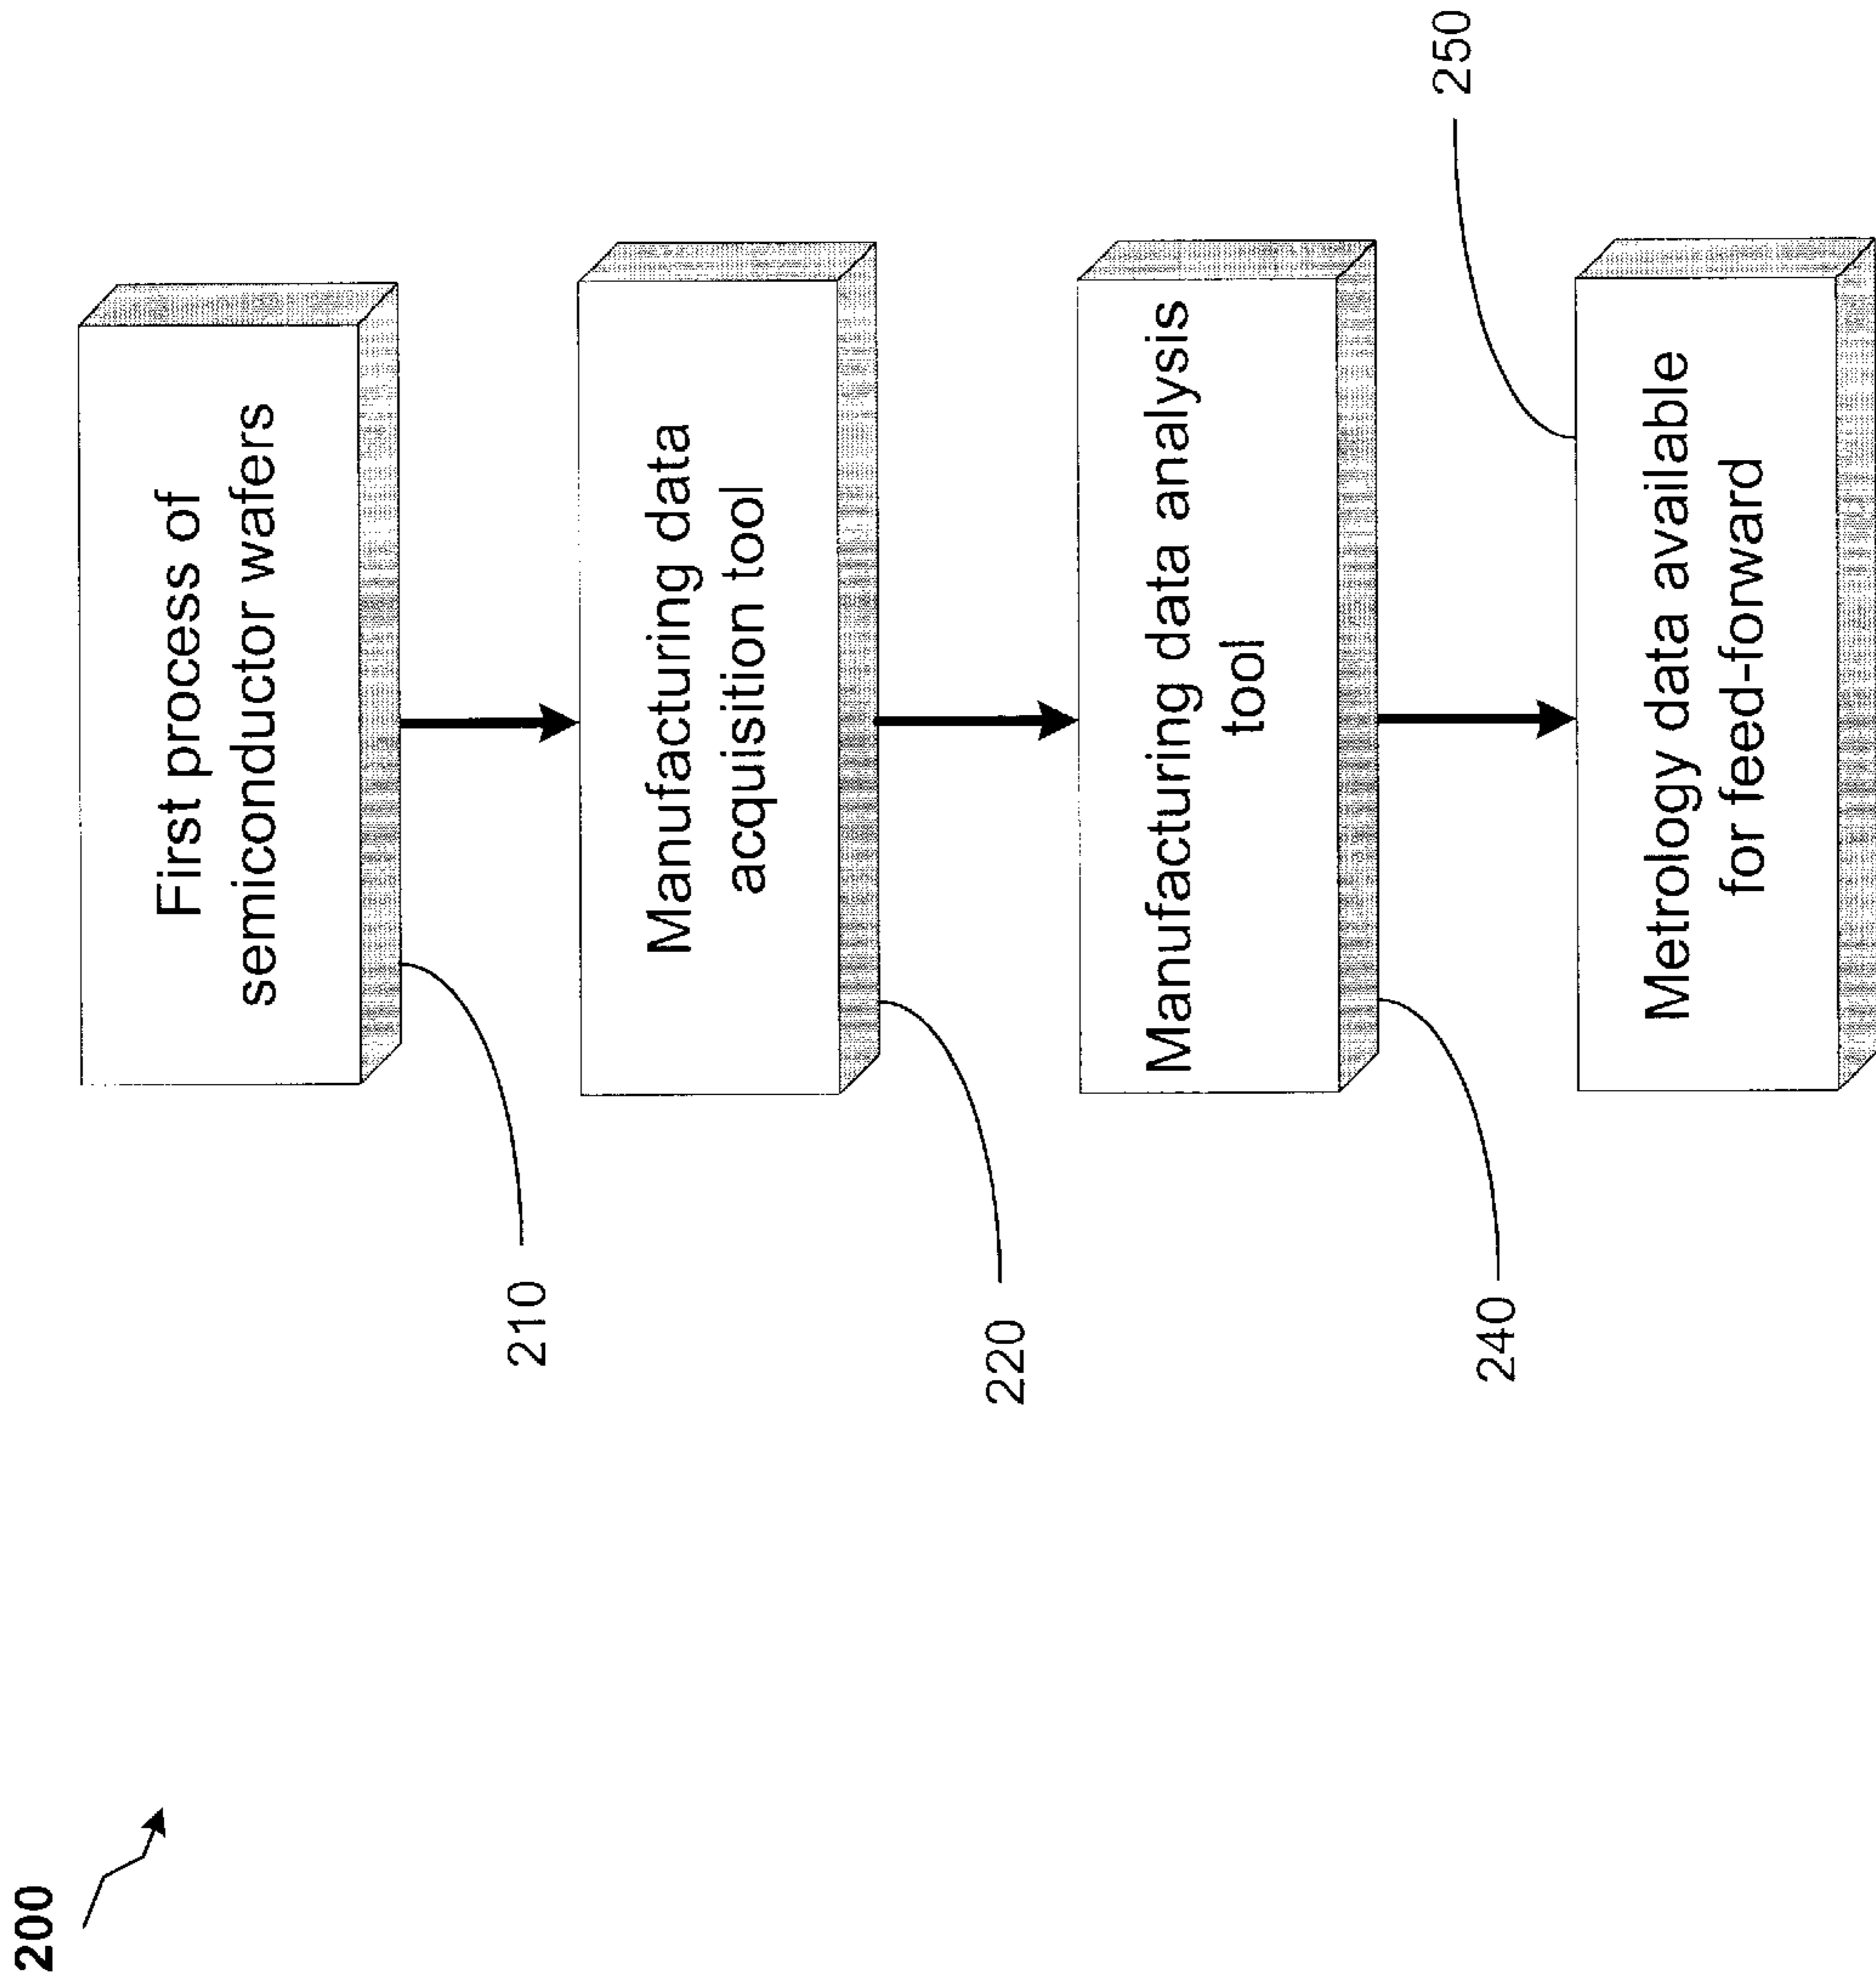 200
First process of
semiconductor wafers
210
Manufacturing data
acquisition tool
220
Manufacturing data analysis
tool
240
Metrology data available
for feed-forward
250